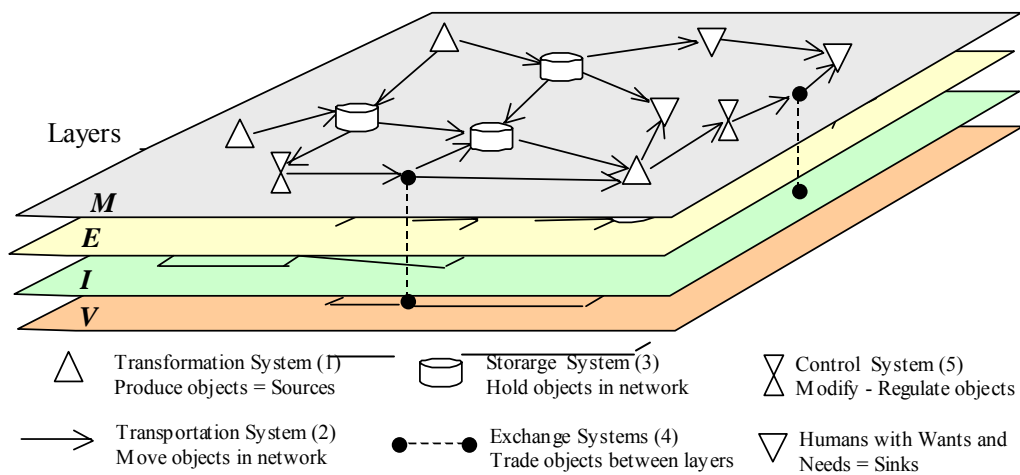 Layers
M
E
I
V
Transformation System (1)
Produce objects = Sources
Storarge System (3)
Hold objects in network
Control System (5)
Modify - Regulate objects
Transportation System (2)
Move objects in network
Exchange Systems (4)
Trade objects between layers
Humans with Wants and
Needs = Sinks